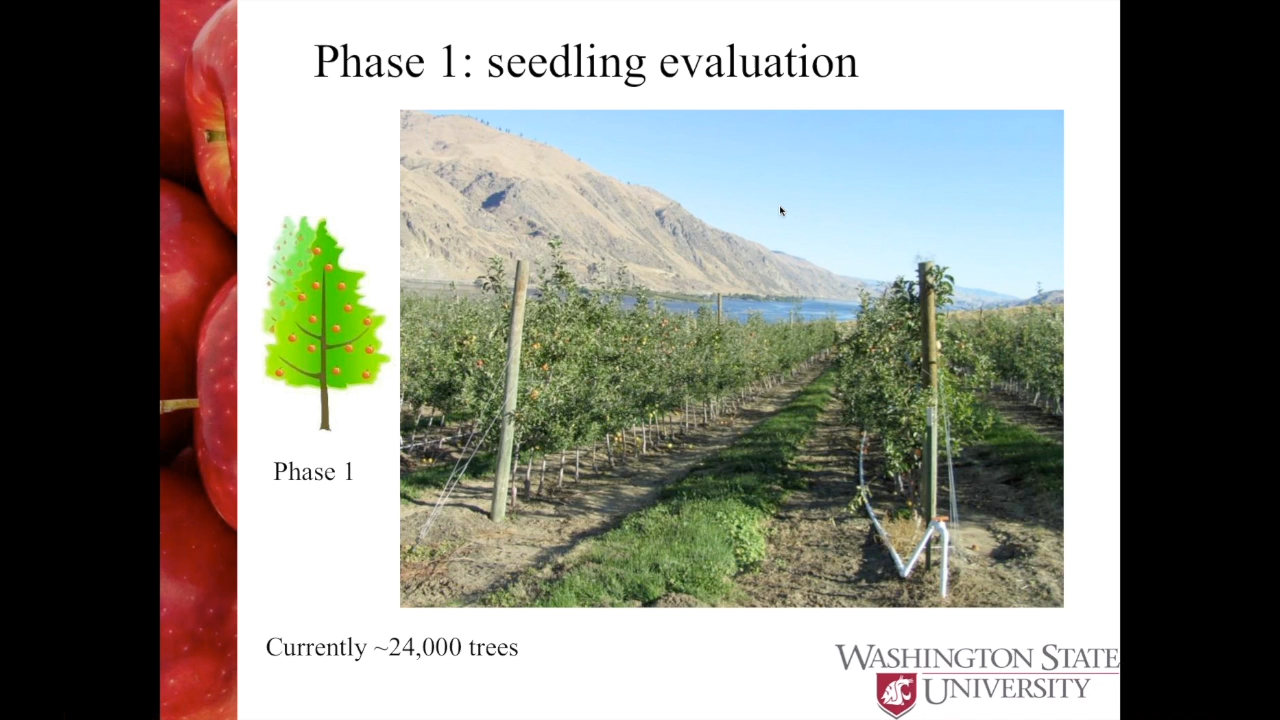 Phase 1: seedling evaluation
Phase 1
Currently ~24,000 trees
WASHINGTON STATE
UNIVERSITY